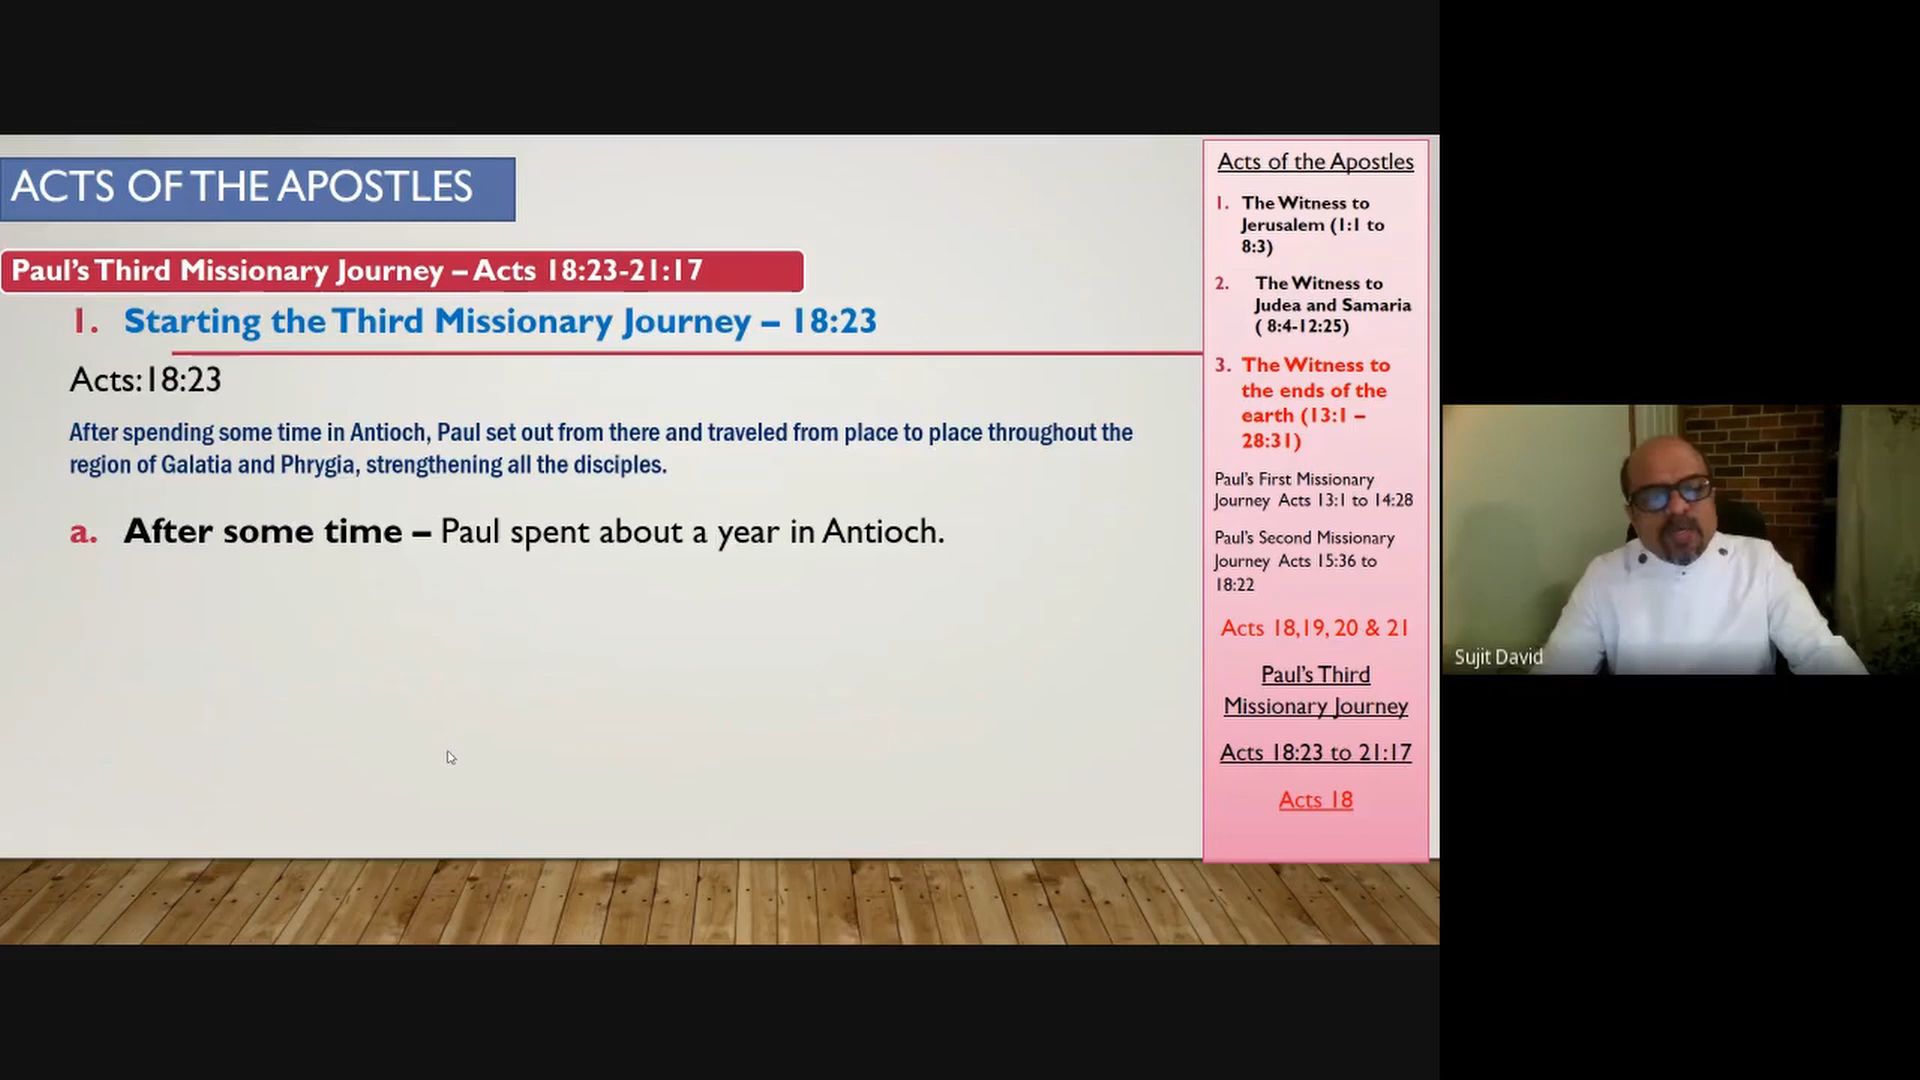 ACTS OF THE APOSTLES
Paul's Third Missionary Journey – Acts 18:23-21:17
1. Starting the Third Missionary Journey – 18:23
Acts:18:23
After spending some time in Antioch, Paul set out from there and traveled from place to place throughout the
region of Galatia and Phrygia, strengthening all the disciples.
a. After some time – Paul spent about a year in Antioch.
Acts of the Apostles
1. The Witness to
Jerusalem (1:1 to
8:3)
2. The Witness to
Judea and Samaria
( 8:4-12:25)
3. The Witness to
the ends of the
earth (13:1 –
28:31)
Paul's First Missionary
Journey Acts 13:1 to 14:28
Paul's Second Missionary
Journey Acts 15:36 to
18:22
Acts 18,19, 20 & 21
Paul's Third
Missionary Journey
Acts 18:23 to 21:17
Acts 18
Sujit David